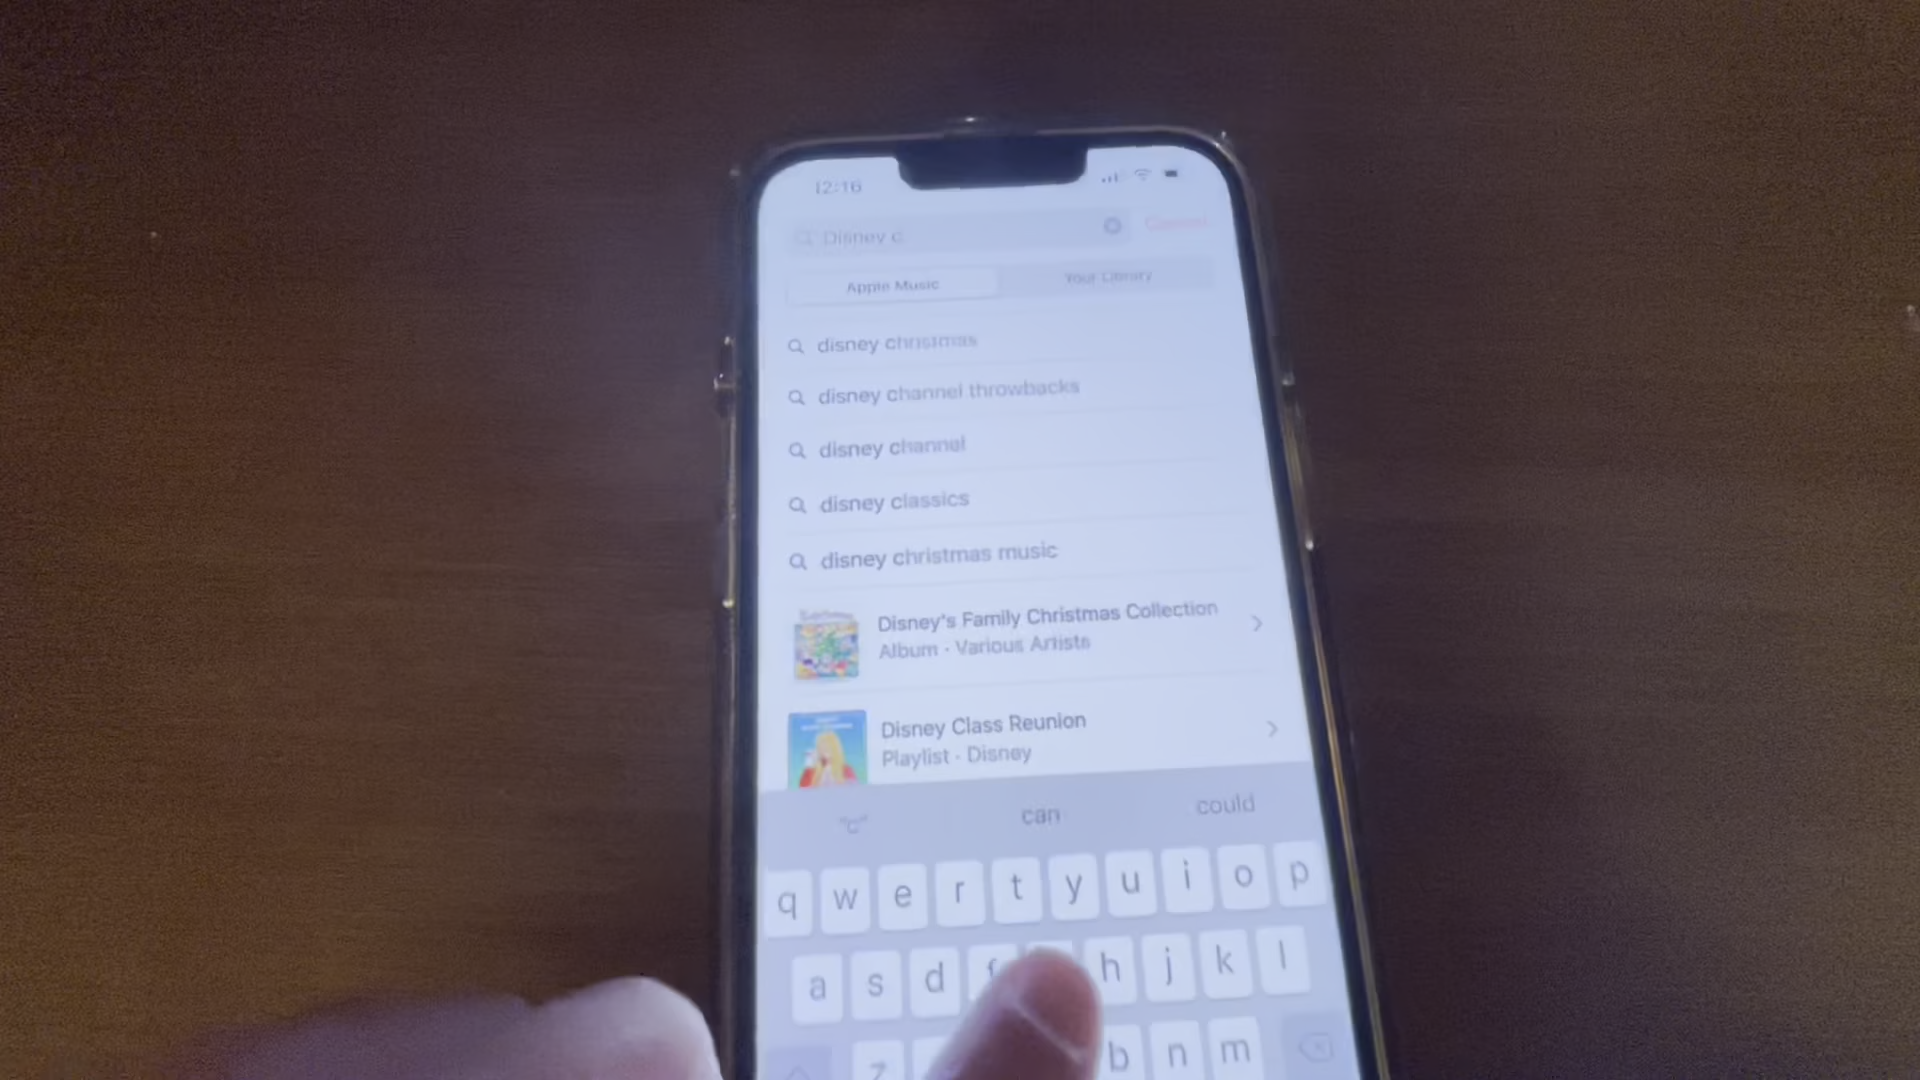 12:16
Disney c
Cancel
Apple Music
Your Library
disney christmas
disney channel throwbacks
disney channel
disney classics
disney christmas music
Disney's Family Christmas Collection
Album · Various Artists
Disney Class Reunion
Playlist · Disney
"c"
can
could
q w e r t y u i o p
a s d f h j k l
z b n m